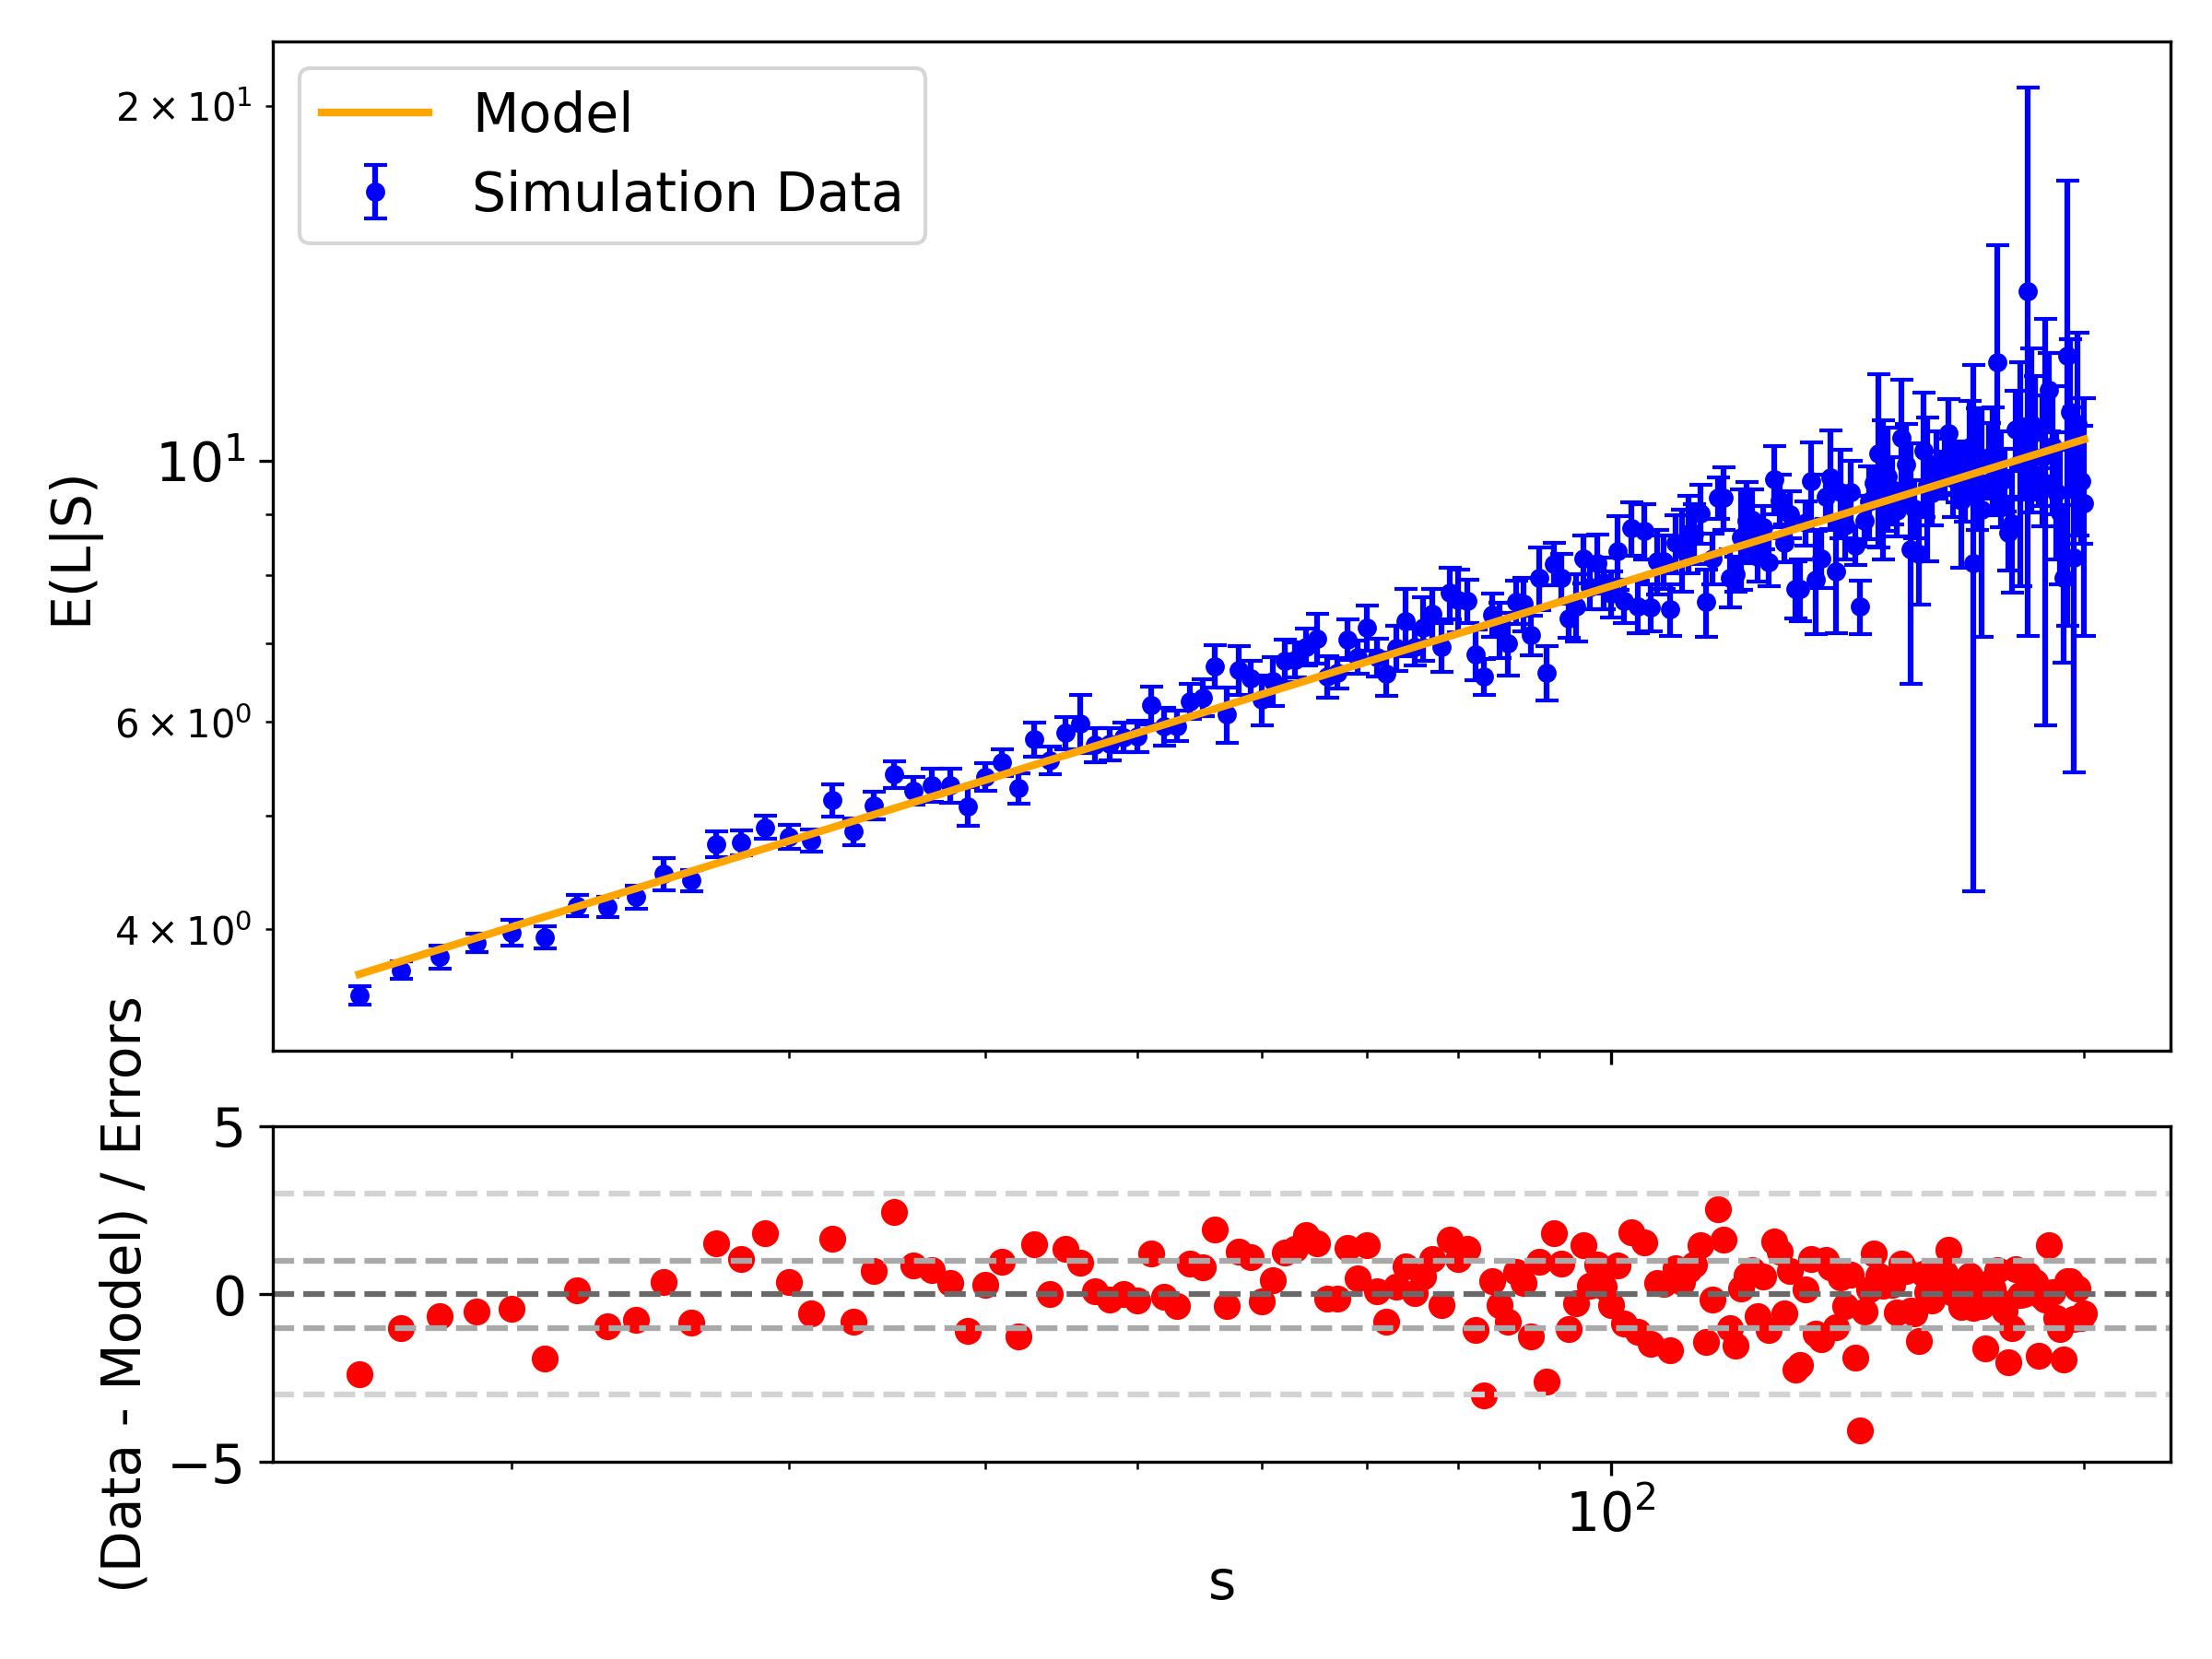 Model
Simulation Data
2 × 10¹
10¹
6 × 10⁰
4 × 10⁰
E(L|S)
5
0
−5
(Data - Model) / Errors
10²
s